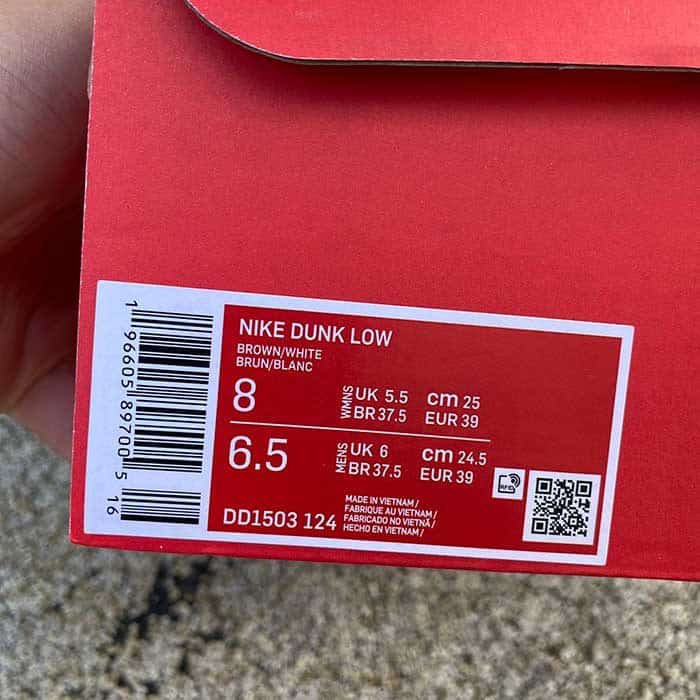 NIKE DUNK LOW
BROWN/WHITE
BRUN/BLANC
8
WMNS
UK 5.5 cm 25
BR 37.5 EUR 39
6.5
MENS
UK 6 cm 24.5
BR 37.5 EUR 39
DD1503 124
MADE IN VIETNAM /
FABRIQUE AU VIETNAM /
FABRICADO NO VIETNÃ /
HECHO EN VIETNAM /
RFID
1 96605 89700 5
16